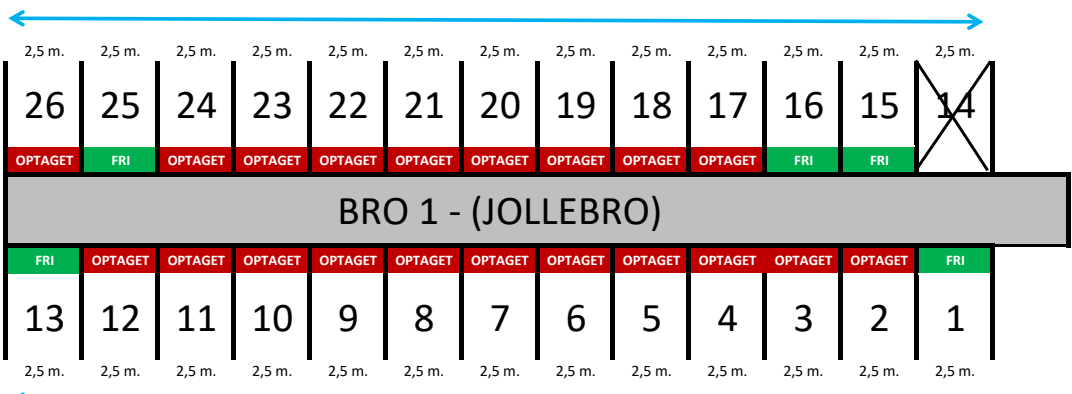 2,5 m. 2,5 m. 2,5 m. 2,5 m. 2,5 m. 2,5 m. 2,5 m. 2,5 m. 2,5 m. 2,5 m. 2,5 m. 2,5 m. 2,5 m.
26 25 24 23 22 21 20 19 18 17 16 15 14
OPTAGET FRI OPTAGET OPTAGET OPTAGET OPTAGET OPTAGET OPTAGET OPTAGET OPTAGET FRI FRI
BRO 1 - (JOLLEBRO)
FRI OPTAGET OPTAGET OPTAGET OPTAGET OPTAGET OPTAGET OPTAGET OPTAGET OPTAGET OPTAGET OPTAGET FRI
13 12 11 10 9 8 7 6 5 4 3 2 1
2,5 m. 2,5 m. 2,5 m. 2,5 m. 2,5 m. 2,5 m. 2,5 m. 2,5 m. 2,5 m. 2,5 m. 2,5 m. 2,5 m. 2,5 m.